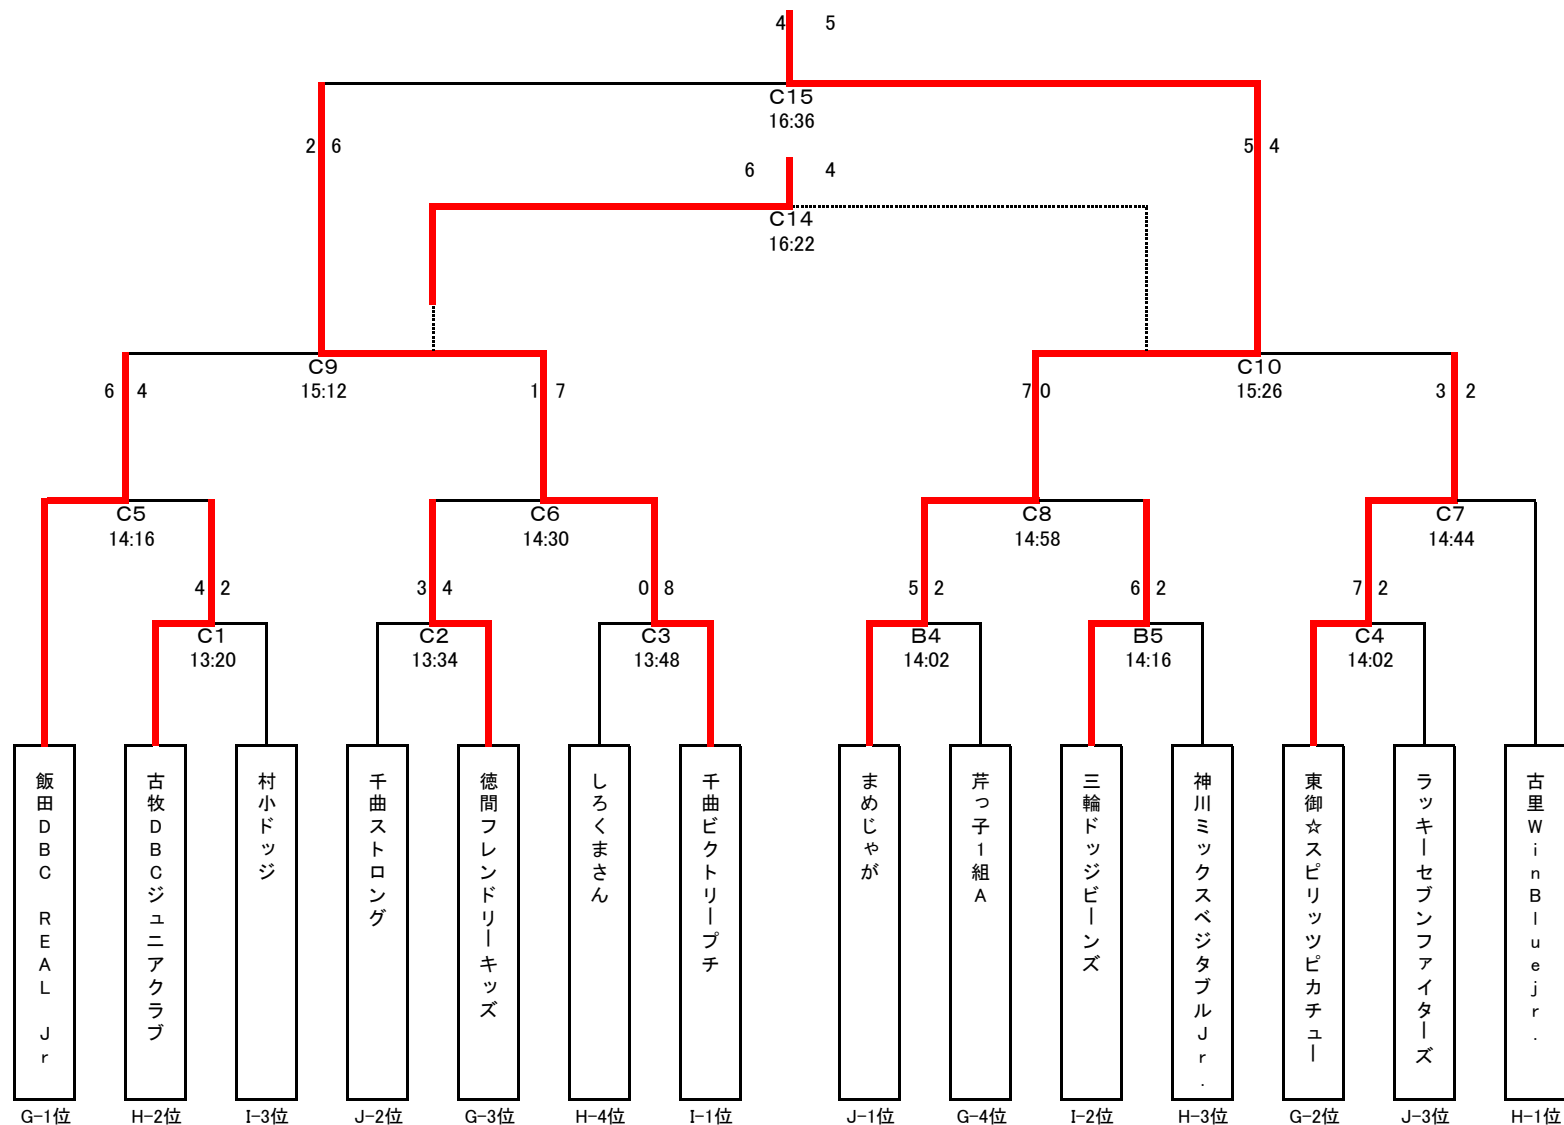 4 5
C15
16:36
2 6
5 4
6 4
C14
16:22
C9
15:12
C10
15:26
6 4
1 7
7 0
3 2
C5
14:16
C6
14:30
C8
14:58
C7
14:44
4 2
3 4
0 8
5 2
6 2
7 2
C1
13:20
C2
13:34
C3
13:48
B4
14:02
B5
14:16
C4
14:02
飯田DBC REAL Jr
古牧DBCジュニアクラブ
村小ドッジ
千曲ストロング
徳間フレンドリーキッズ
しろくまさん
千曲ビクトリープチ
まめじゃが
芹っ子1組A
三輪ドッジビーンズ
神川ミックスベジタブルJr.
東御☆スピリッツピカチュー
ラッキーセブンファイターズ
古里WinBluejr.
G-1位
H-2位
I-3位
J-2位
G-3位
H-4位
I-1位
J-1位
G-4位
I-2位
H-3位
G-2位
J-3位
H-1位